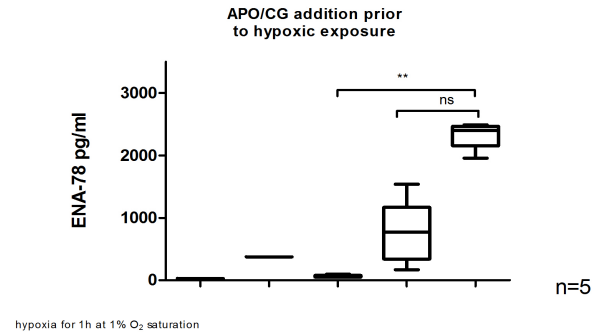 APO/CG addition prior
to hypoxic exposure
**
ns
ENA-78 pg/ml
3000
2000
1000
0
n=5
hypoxia for 1h at 1% O₂ saturation